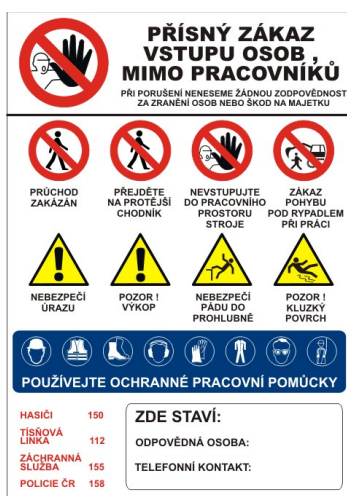 PŘÍSNÝ ZÁKAZ
VSTUPU OSOB ,
MIMO PRACOVNÍKŮ
PŘI PORUŠENÍ NENESEME ŽÁDNOU ZODPOVĚDNOST
ZA ZRANĚNÍ OSOB NEBO ŠKOD NA MAJETKU
PRŮCHOD
ZAKÁZÁN
PŘEJDĚTE
NA PROTĚJŠÍ
CHODNÍK
NEVSTUPUJTE
DO PRACOVNÍHO
PROSTORU
STROJE
ZÁKAZ
POHYBU
POD RYPADLEM
PŘI PRÁCI
NEBEZPEČÍ
ÚRAZU
POZOR !
VÝKOP
NEBEZPEČÍ
PÁDU DO
PROHLUBNĚ
POZOR !
KLUZKÝ
POVRCH
POUŽÍVEJTE OCHRANNÉ PRACOVNÍ POMŮCKY
HASIČI 150
TÍSŇOVÁ
LINKA 112
ZÁCHRANNÁ
SLUŽBA 155
POLICIE ČR 158
ZDE STAVÍ:
ODPOVĚDNÁ OSOBA:
TELEFONNÍ KONTAKT: